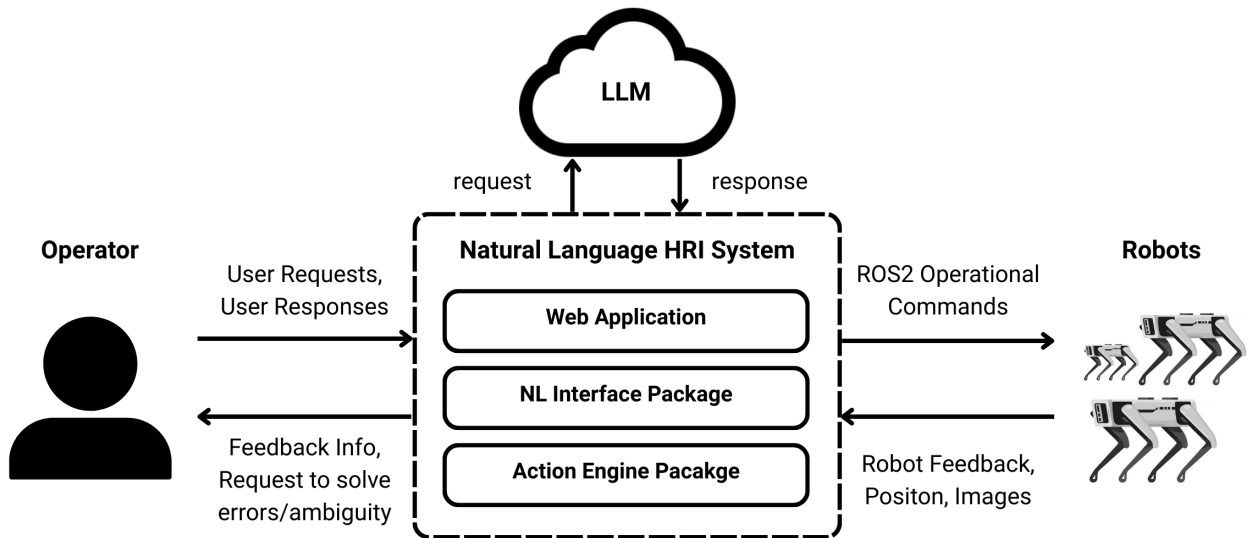 LLM
request
response
Operator
Natural Language HRI System
Robots
User Requests,
User Responses
ROS2 Operational
Commands
Web Application
NL Interface Package
Action Engine Pacakge
Feedback Info,
Request to solve
errors/ambiguity
Robot Feedback,
Positon, Images